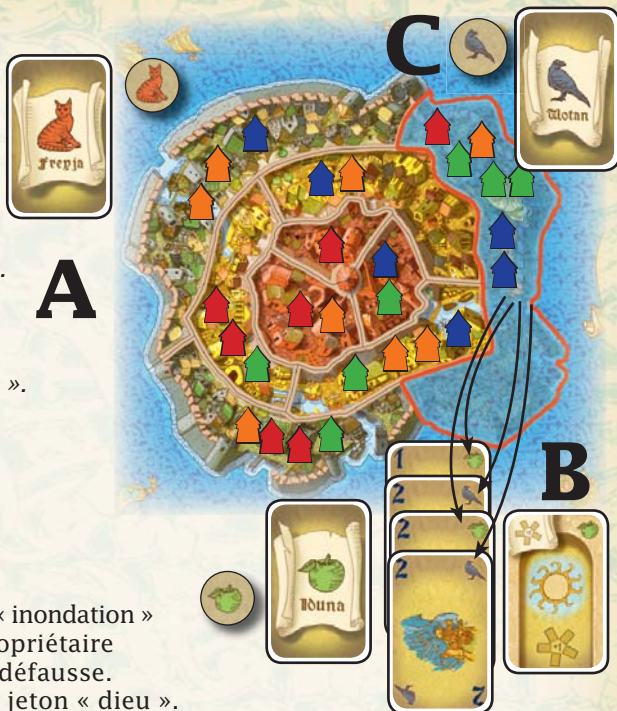 C
Freyja
Wotan
.
A
».
1
2
2
2
2
B
Iduna
« inondation »
opriétaire
défausse.
jeton « dieu ».